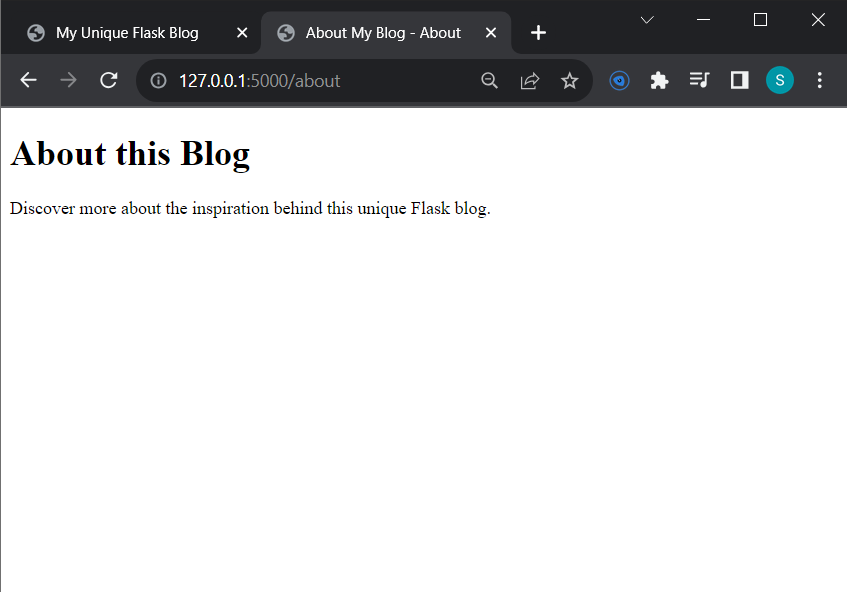 My Unique Flask Blog
About My Blog - About
127.0.0.1:5000/about
S
About this Blog
Discover more about the inspiration behind this unique Flask blog.